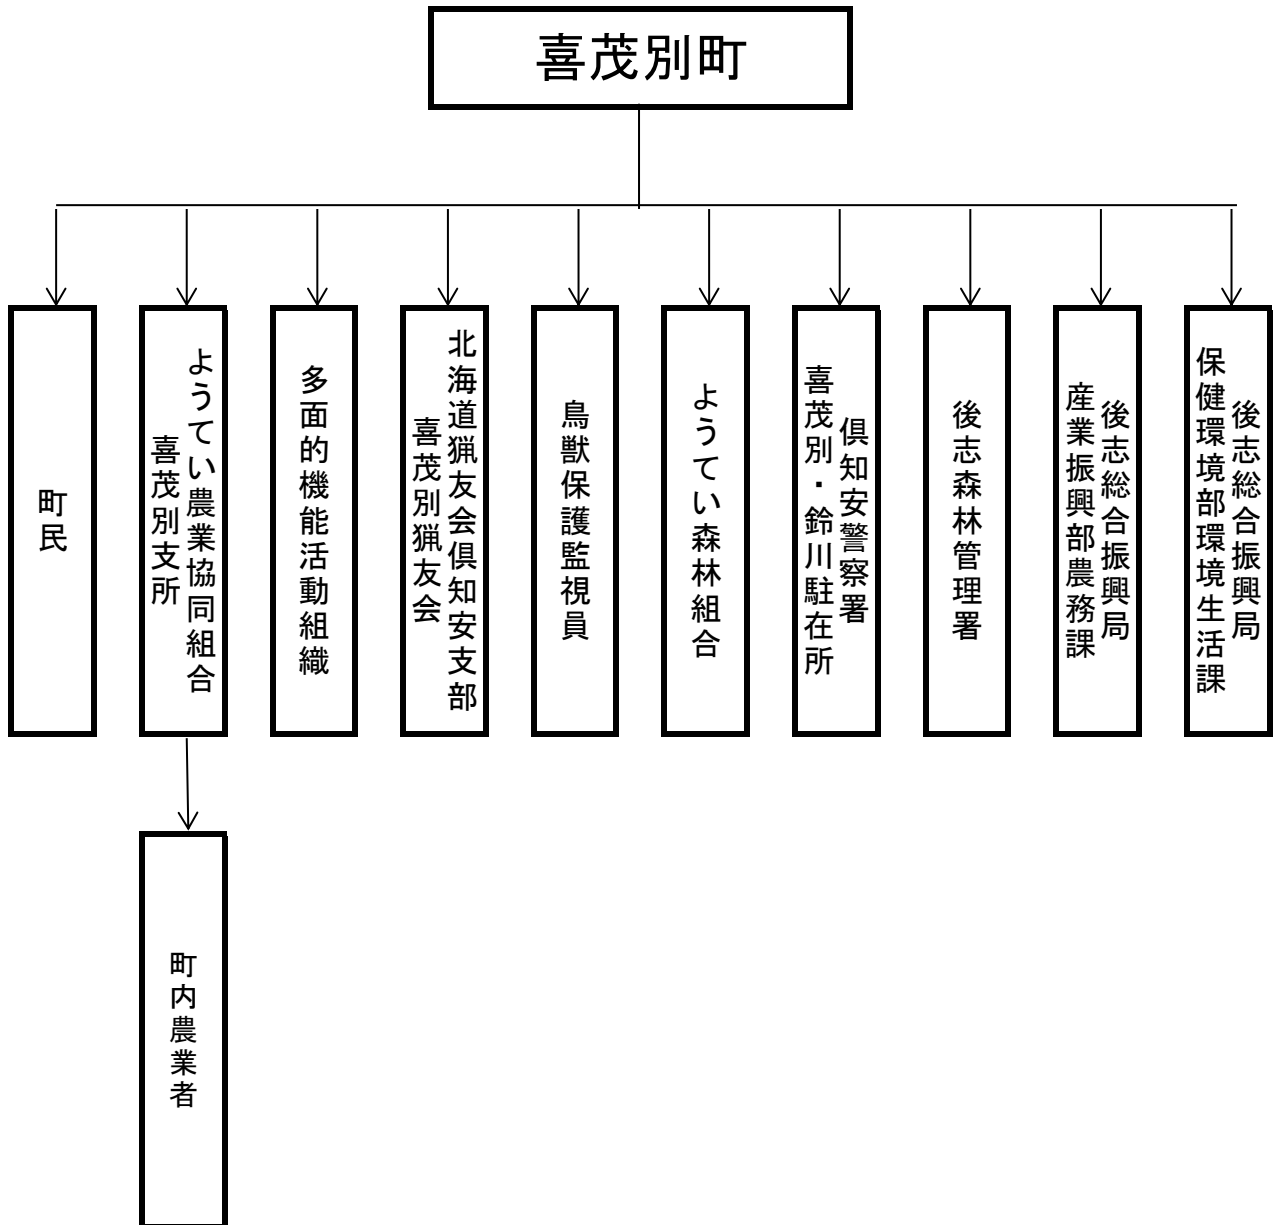 喜茂別町
町民
ようてい農業協同組合
喜茂別支所
多面的機能活動組織
北海道猟友会倶知安支部
喜茂別猟友会
鳥獣保護監視員
ようてい森林組合
倶知安警察署
喜茂別・鈴川駐在所
後志森林管理署
後志総合振興局
産業振興部農務課
後志総合振興局
保健環境部環境生活課
町内農業者